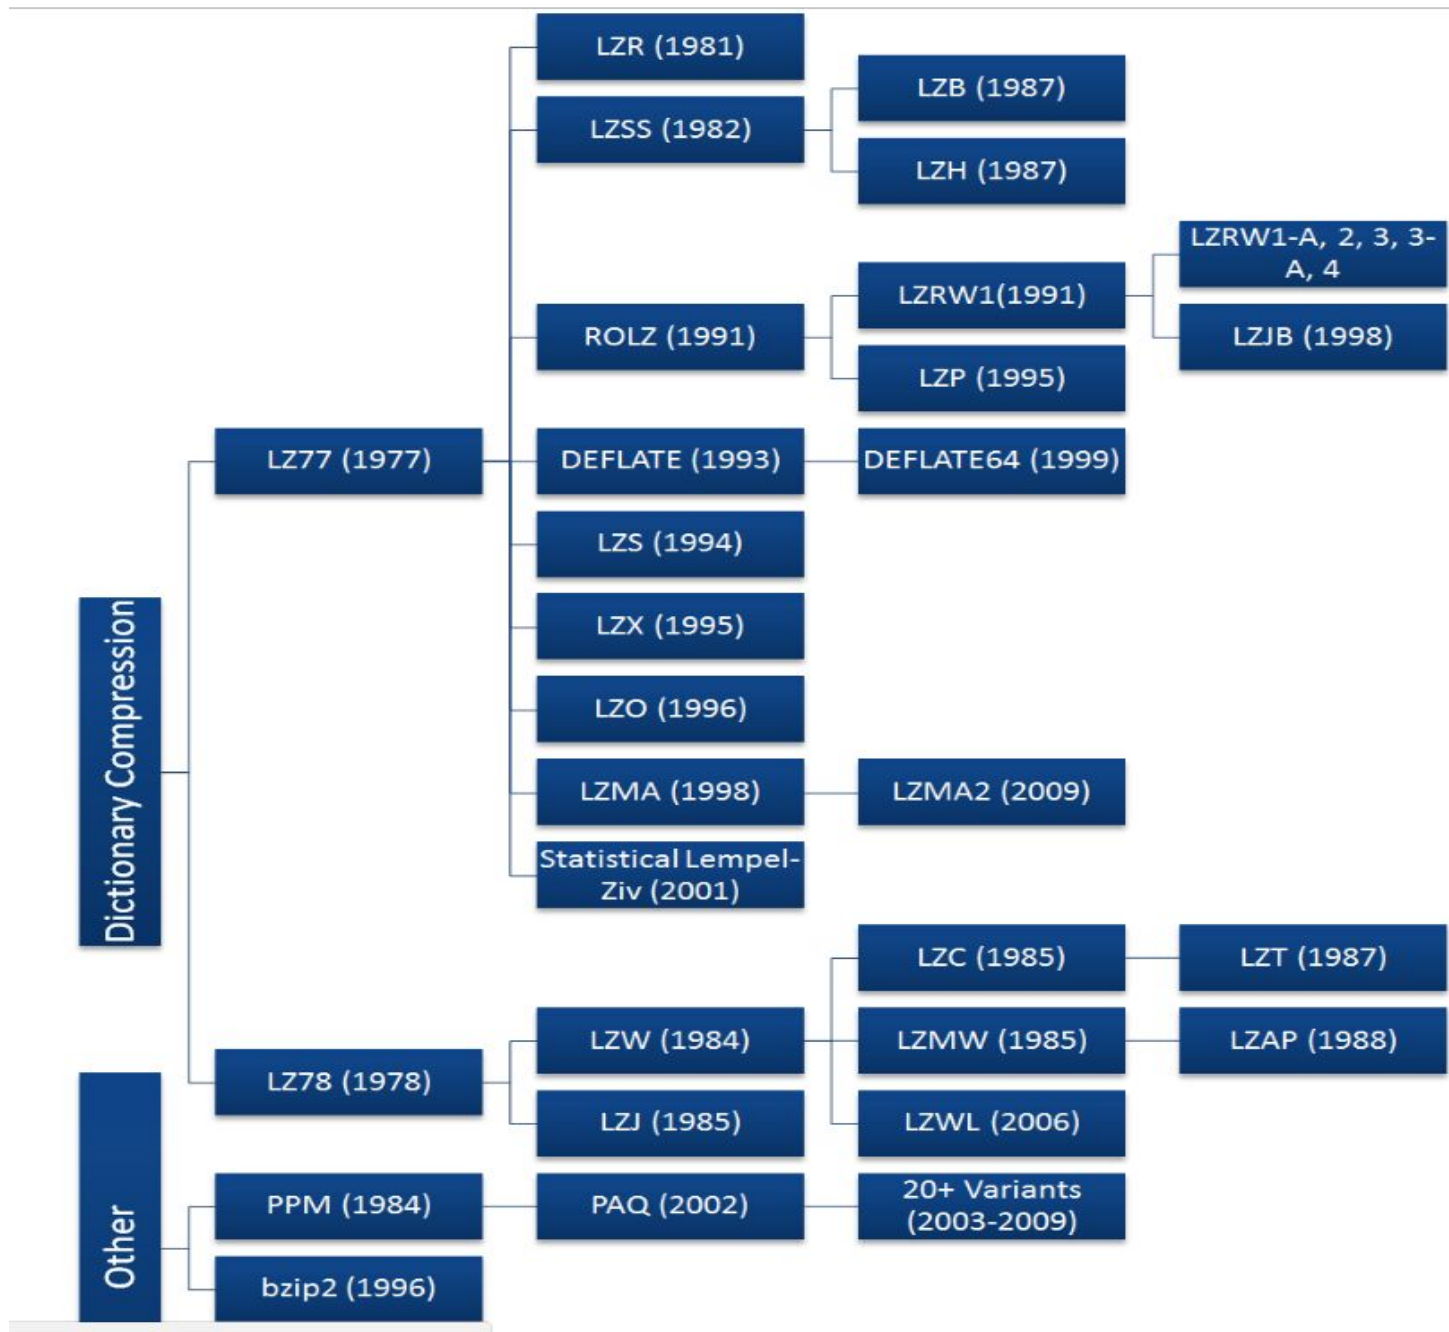 LZR (1981)
LZB (1987)
LZSS (1982)
LZH (1987)
LZRW1-A, 2, 3, 3-
A, 4
LZRW1(1991)
ROLZ (1991)
LZJB (1998)
LZP (1995)
LZ77 (1977)
DEFLATE (1993)
DEFLATE64 (1999)
LZS (1994)
LZX (1995)
LZO (1996)
Dictionary Compression
LZMA (1998)
LZMA2 (2009)
Statistical Lempel-
Ziv (2001)
LZC (1985)
LZT (1987)
LZW (1984)
LZMW (1985)
LZAP (1988)
LZ78 (1978)
LZJ (1985)
LZWL (2006)
Other
PPM (1984)
PAQ (2002)
20+ Variants
(2003-2009)
bzip2 (1996)